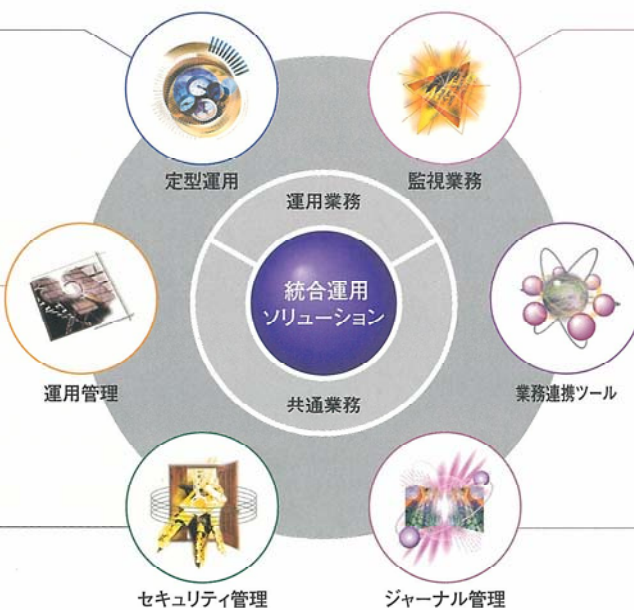 定型運用
監視業務
運用業務
統合運用
ソリューション
運用管理
業務連携ツール
共通業務
セキュリティ管理
ジャーナル管理